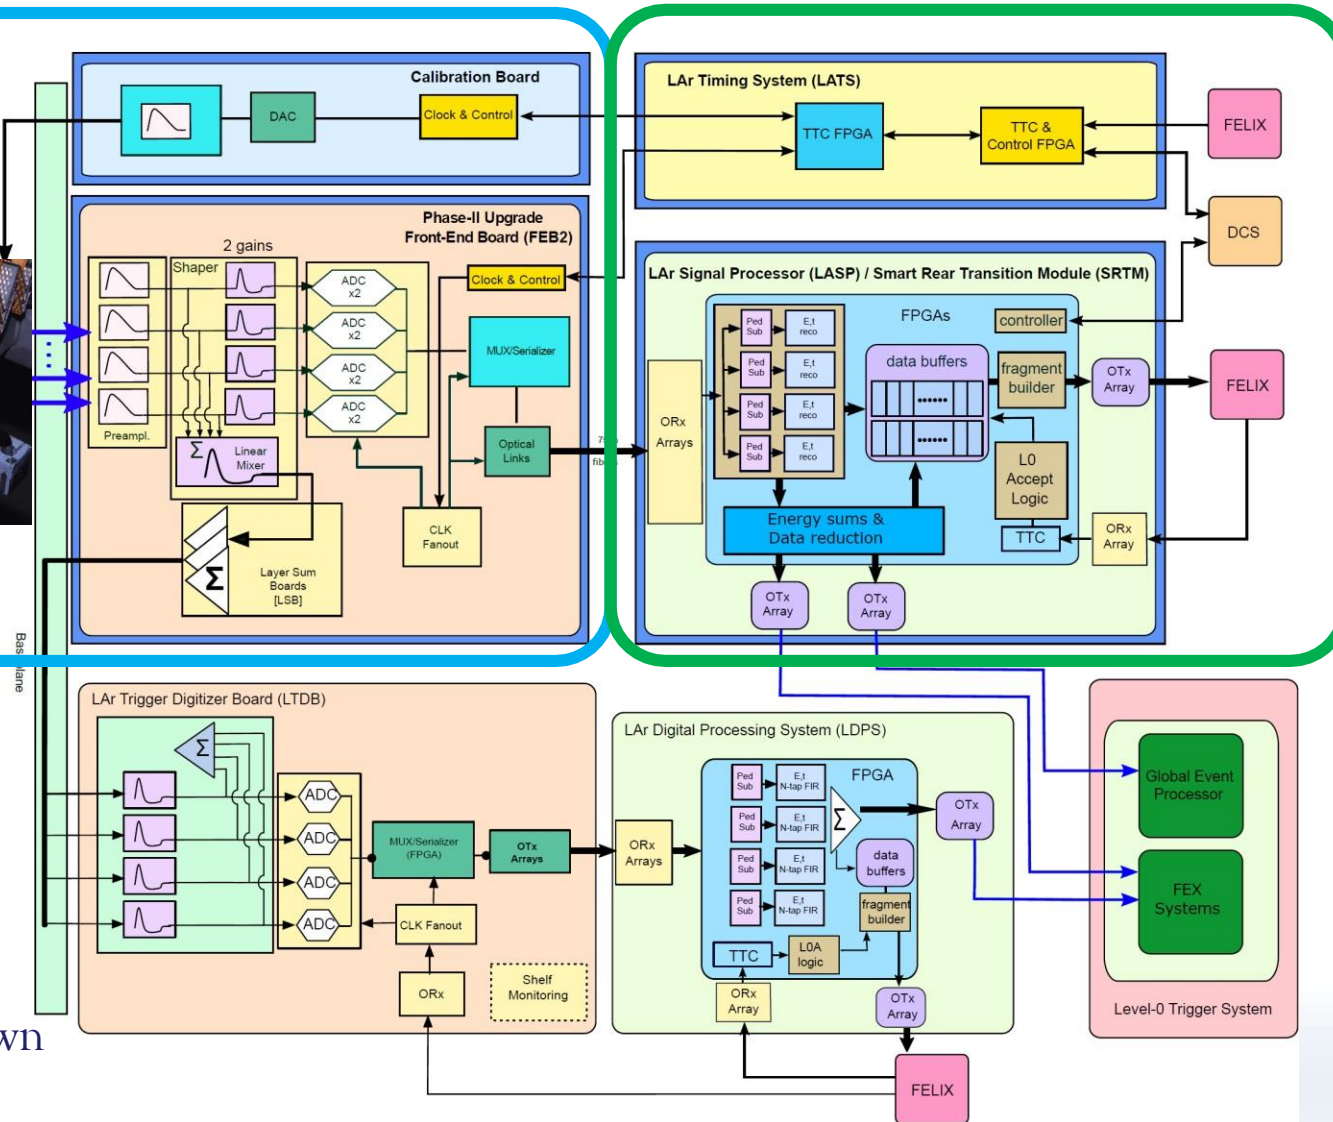 Calibration Board
DAC
Clock & Control
LAr Timing System (LATS)
TTC FPGA
TTC &
Control FPGA
FELIX
DCS
Phase-II Upgrade
Front-End Board (FEB2)
2 gains
Shaper
Preampl.
ADC
x2
ADC
x2
ADC
x2
ADC
x2
Clock & Control
MUX/Serializer
Optical
Links
Σ
Linear
Mixer
CLK
Fanout
Σ
Layer Sum
Boards
[LSB]
LAr Signal Processor (LASP) / Smart Rear Transition Module (SRTM)
FPGAs
ORx
Arrays
Ped
Sub
E,t
reco
Ped
Sub
E,t
reco
Ped
Sub
E,t
reco
Ped
Sub
E,t
reco
data buffers
controller
fragment
builder
OTx
Array
FELIX
L0
Accept
Logic
TTC
ORx
Array
Energy sums &
Data reduction
OTx
Array
OTx
Array
LAr Trigger Digitizer Board (LTDB)
Σ
ADC
ADC
ADC
ADC
MUX/Serializer
(FPGA)
OTx
Arrays
CLK Fanout
ORx
Shelf
Monitoring
LAr Digital Processing System (LDPS)
FPGA
ORx
Arrays
Ped
Sub
E,t
N-tap FIR
Ped
Sub
E,t
N-tap FIR
Ped
Sub
E,t
N-tap FIR
Ped
Sub
E,t
N-tap FIR
Σ
data
buffers
fragment
builder
TTC
L0A
logic
ORx
Array
OTx
Array
OTx
Array
FELIX
Global Event
Processor
FEX
Systems
Level-0 Trigger System